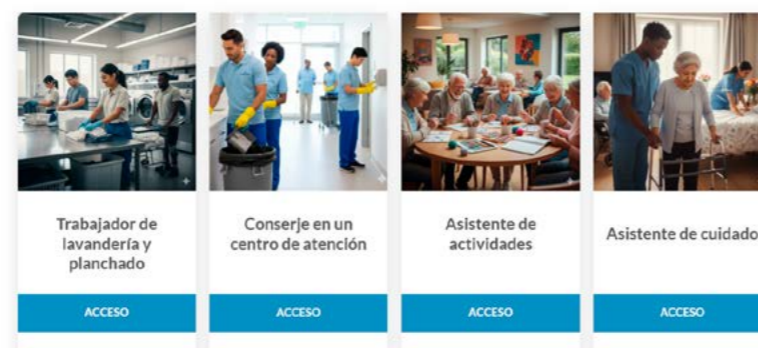 Trabajador de
lavandería y
planchado
Conserje en un
centro de atención
Asistente de
actividades
Asistente de cuidado
ACCESO
ACCESO
ACCESO
ACCESO